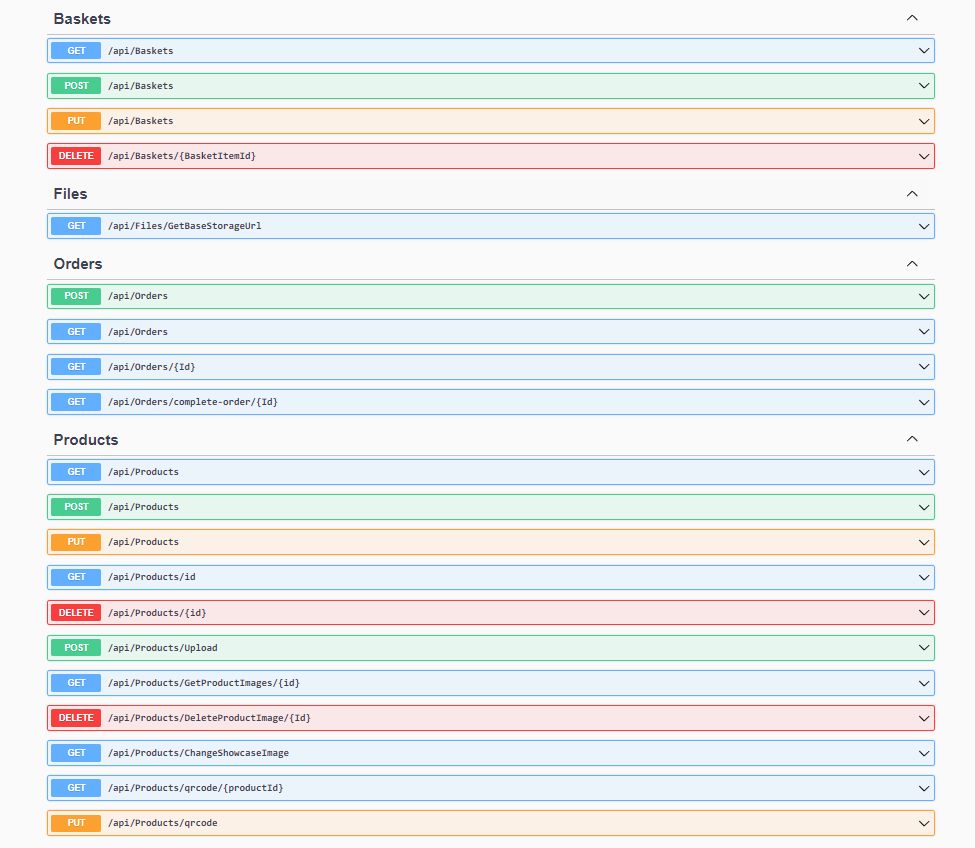 Baskets
GET /api/Baskets
POST /api/Baskets
PUT /api/Baskets
DELETE /api/Baskets/{BasketItemId}
Files
GET /api/Files/GetBaseStorageUrl
Orders
POST /api/Orders
GET /api/Orders
GET /api/Orders/{Id}
GET /api/Orders/complete-order/{Id}
Products
GET /api/Products
POST /api/Products
PUT /api/Products
GET /api/Products/id
DELETE /api/Products/{id}
POST /api/Products/Upload
GET /api/Products/GetProductImages/{id}
DELETE /api/Products/DeleteProductImage/{Id}
GET /api/Products/ChangeShowcaseImage
GET /api/Products/qrcode/{productId}
PUT /api/Products/qrcode